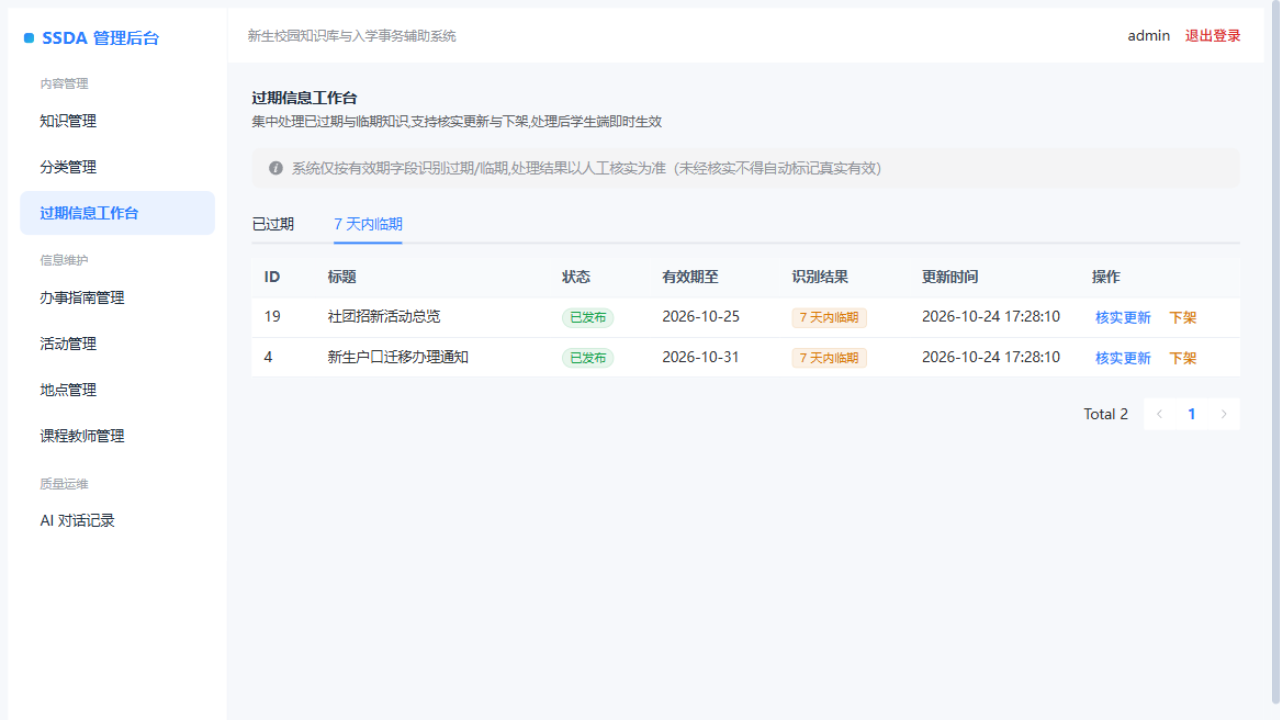 SSDA 管理后台
新生校园知识库与入学事务辅助系统
admin 退出登录
内容管理
知识管理
分类管理
过期信息工作台
信息维护
办事指南管理
活动管理
地点管理
课程教师管理
质量运维
AI 对话记录
过期信息工作台
集中处理已过期与临期知识,支持核实更新与下架,处理后学生端即时生效
系统仅按有效期字段识别过期/临期,处理结果以人工核实为准（未经核实不得自动标记真实有效）
已过期 7 天内临期
ID 标题 状态 有效期至 识别结果 更新时间 操作
19 社团招新活动总览 已发布 2026-10-25 7 天内临期 2026-10-24 17:28:10 核实更新 下架
4 新生户口迁移办理通知 已发布 2026-10-31 7 天内临期 2026-10-24 17:28:10 核实更新 下架
Total 2 1